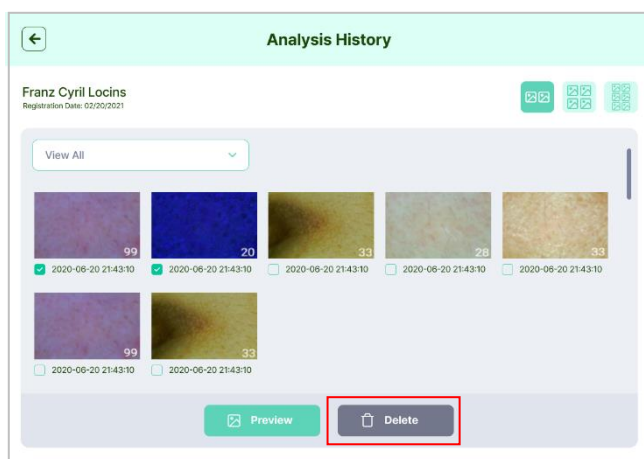 Analysis History
Franz Cyril Locins
Registration Date: 02/20/2021
View All
99 20 33 28 33
2020-06-20 21:43:10 2020-06-20 21:43:10 2020-06-20 21:43:10 2020-06-20 21:43:10 2020-06-20 21:43:10
99 33
2020-06-20 21:43:10 2020-06-20 21:43:10
Preview Delete